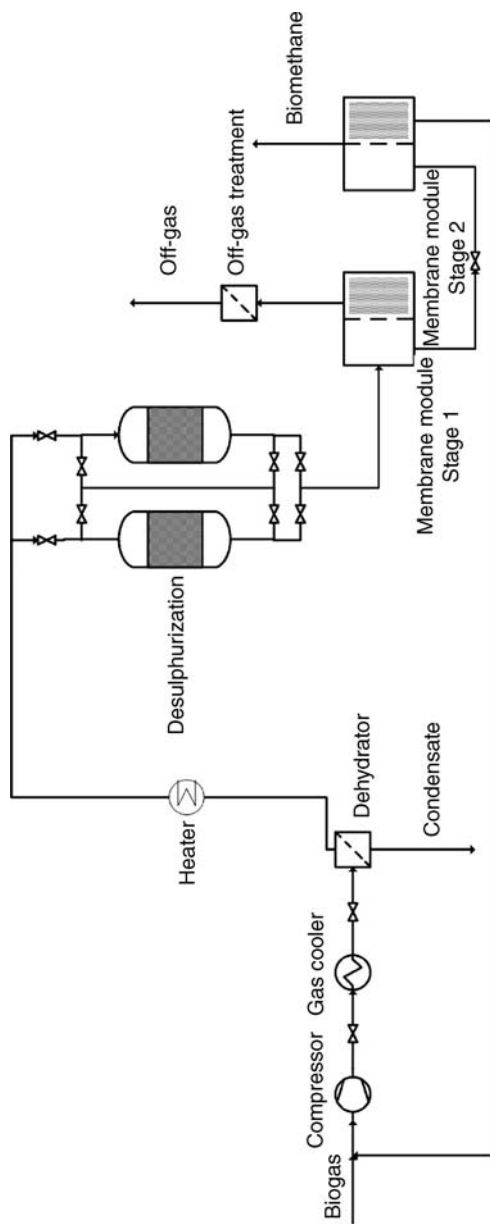 Biogas
Compressor
Gas cooler
Dehydrator
Condensate
Heater
Desulphurization
Membrane module
Stage 1
Off-gas treatment
Off-gas
Membrane module
Stage 2
Biomethane